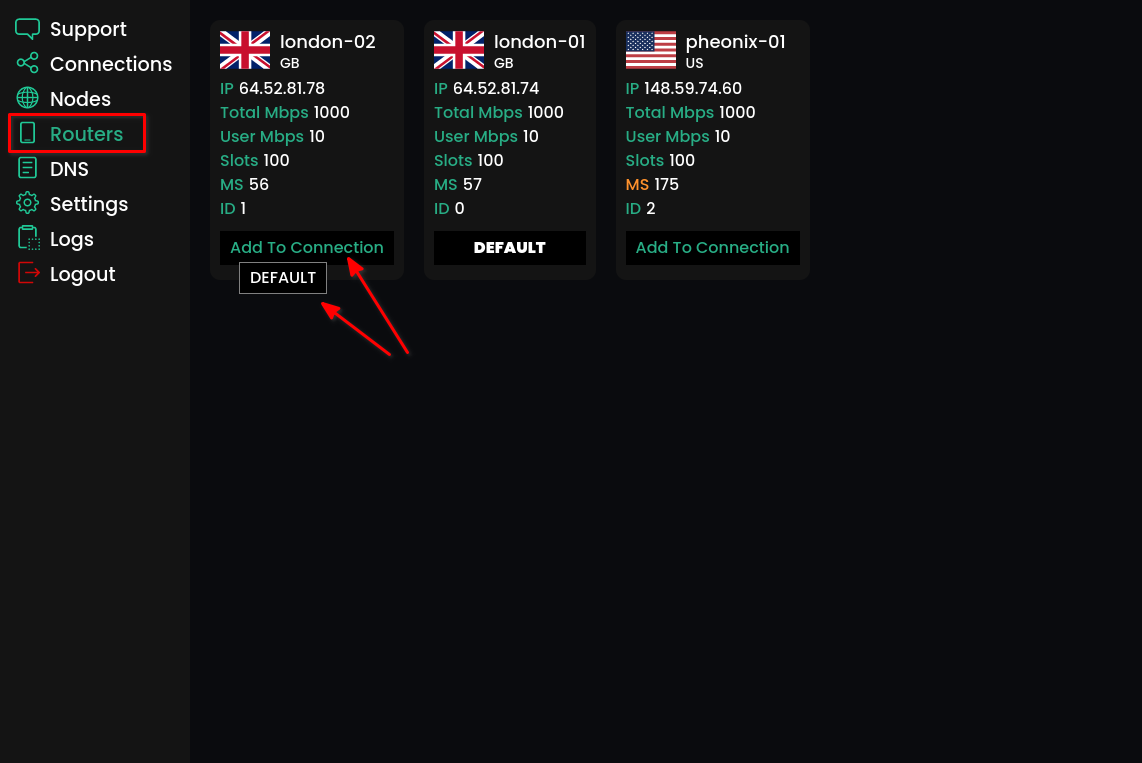 Support
Connections
Nodes
Routers
DNS
Settings
Logs
Logout
london-02
GB
IP 64.52.81.78
Total Mbps 1000
User Mbps 10
Slots 100
MS 56
ID 1
Add To Connection
DEFAULT
london-01
GB
IP 64.52.81.74
Total Mbps 1000
User Mbps 10
Slots 100
MS 57
ID 0
DEFAULT
pheonix-01
US
IP 148.59.74.60
Total Mbps 1000
User Mbps 10
Slots 100
MS 175
ID 2
Add To Connection